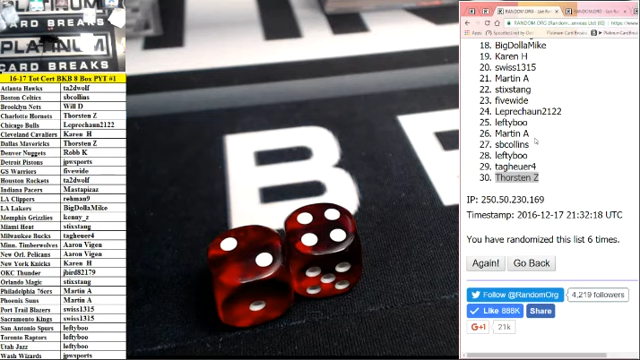 PLATINUM
CARD BREAKS
PLATINUM
CARD BREAKS
16-17 Tot Cert BKB 8 Box PYT #1
Atlanta Hawks ta2dwolf
Boston Celtics sbcollins
Brooklyn Nets Will D
Charlotte Hornets Thorsten Z
Chicago Bulls Leprechaun2122
Cleveland Cavaliers Karen H
Dallas Mavericks Thorsten Z
Denver Nuggets Robb K
Detroit Pistons jpwsports
GS Warriors fivewide
Houston Rockets ta2dwolf
Indiana Pacers Mastapiraz
LA Clippers rehman9
LA Lakers BigDollaMike
Memphis Grizzlies kenny_z
Miami Heat stixstang
Milwaukee Bucks tagheuer4
Minn. Timberwolves Aaron Vigen
New Orl. Pelicans Aaron Vigen
New York Knicks Karen H
OKC Thunder jbird82179
Orlando Magic stixstang
Philadelphia 76ers Martin A
Phoenix Suns Martin A
Port Trail Blazers swiss1315
Sacramento Kings swiss1315
San Antonio Spurs leftyboo
Toronto Raptors leftyboo
Utah Jazz leftyboo
Wash Wizards jpwsports
B
18. BigDollaMike
19. Karen H
20. swiss1315
21. Martin A
22. stixstang
23. fivewide
24. Leprechaun2122
25. leftyboo
26. Martin A
27. sbcollins
28. leftyboo
29. tagheuer4
30. Thorsten Z
IP: 250.50.230.169
Timestamp: 2016-12-17 21:32:18 UTC
You have randomized this list 6 times.
Again! Go Back
Follow @RandomOrg 4,219 followers
Like 888K Share
G+1 21k